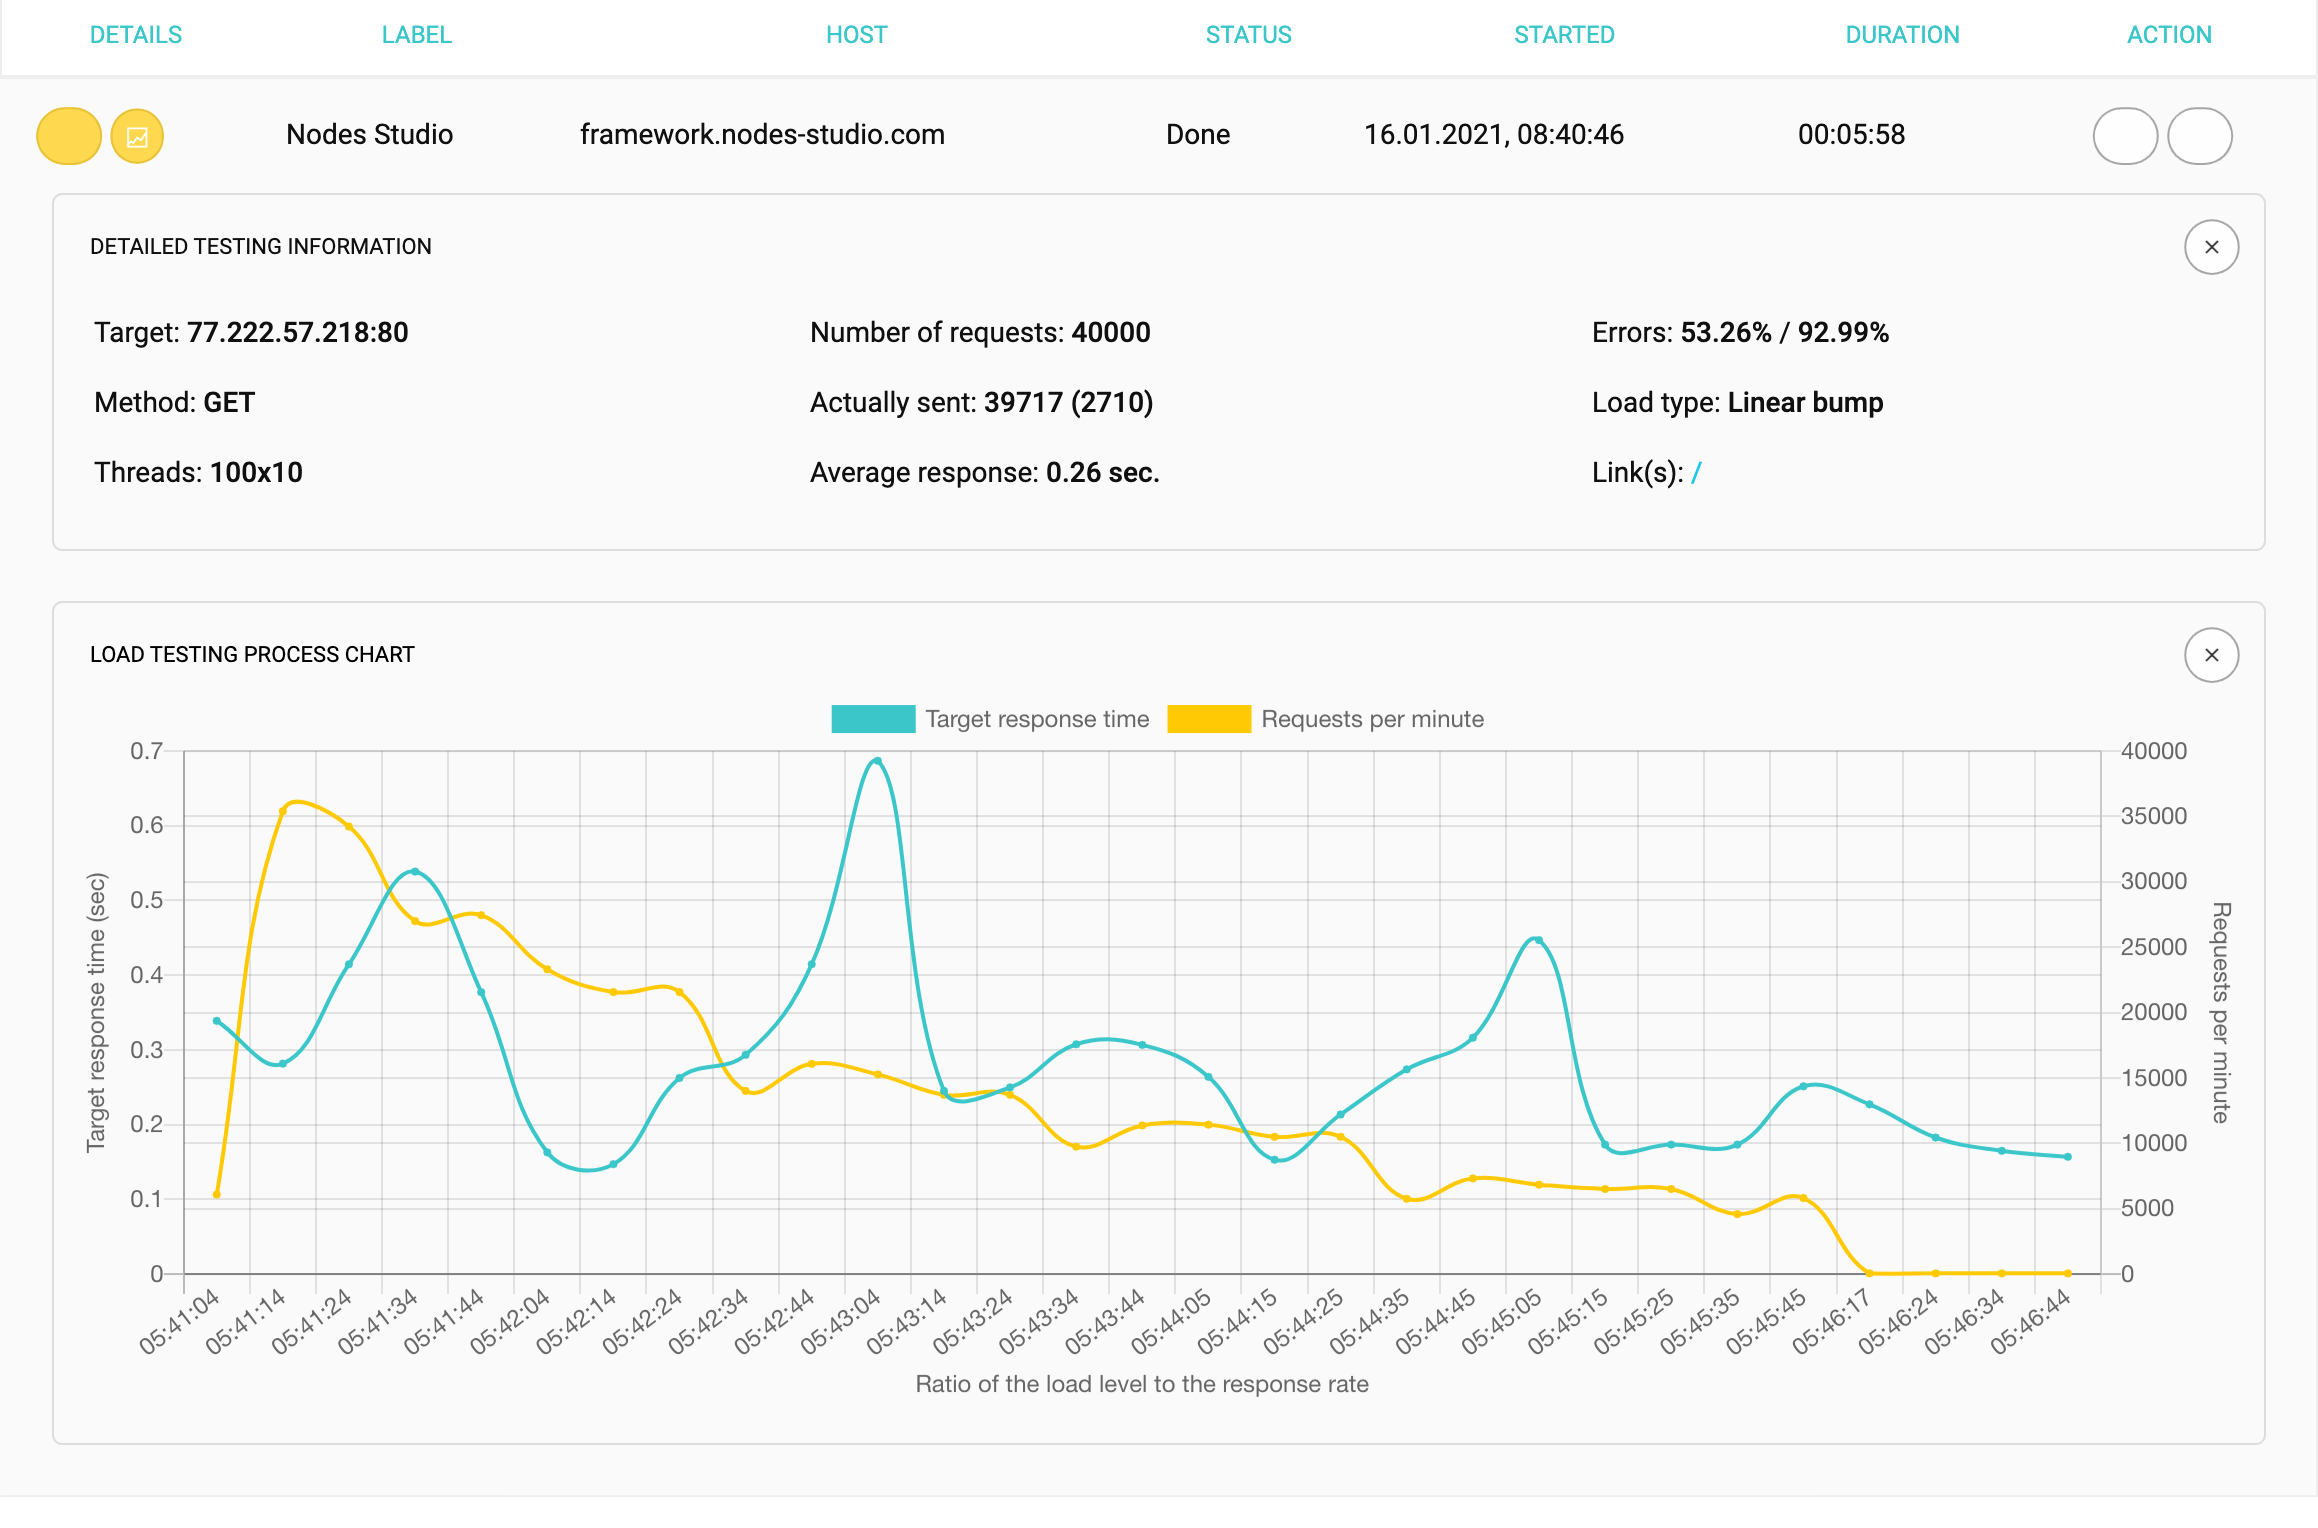 DETAILS LABEL HOST STATUS STARTED DURATION ACTION
Nodes Studio framework.nodes-studio.com Done 16.01.2021, 08:40:46 00:05:58
DETAILED TESTING INFORMATION
Target: 77.222.57.218:80 Number of requests: 40000 Errors: 53.26% / 92.99%
Method: GET Actually sent: 39717 (2710) Load type: Linear bump
Threads: 100x10 Average response: 0.26 sec. Link(s): /
LOAD TESTING PROCESS CHART
Target response time Requests per minute
0.7 40000
0.6 35000
30000
0.5
25000
0.4
20000
0.3
15000
0.2
10000
0.1
5000
0 0
Target response time (sec)
Requests per minute
05:41:04 05:41:14 05:41:24 05:41:34 05:41:44 05:42:04 05:42:14 05:42:24 05:42:34 05:42:44 05:43:04 05:43:14 05:43:24 05:43:34 05:43:44 05:44:05 05:44:15 05:44:25 05:44:35 05:44:45 05:45:05 05:45:15 05:45:25 05:45:35 05:45:45 05:46:17 05:46:24 05:46:34 05:46:44
Ratio of the load level to the response rate